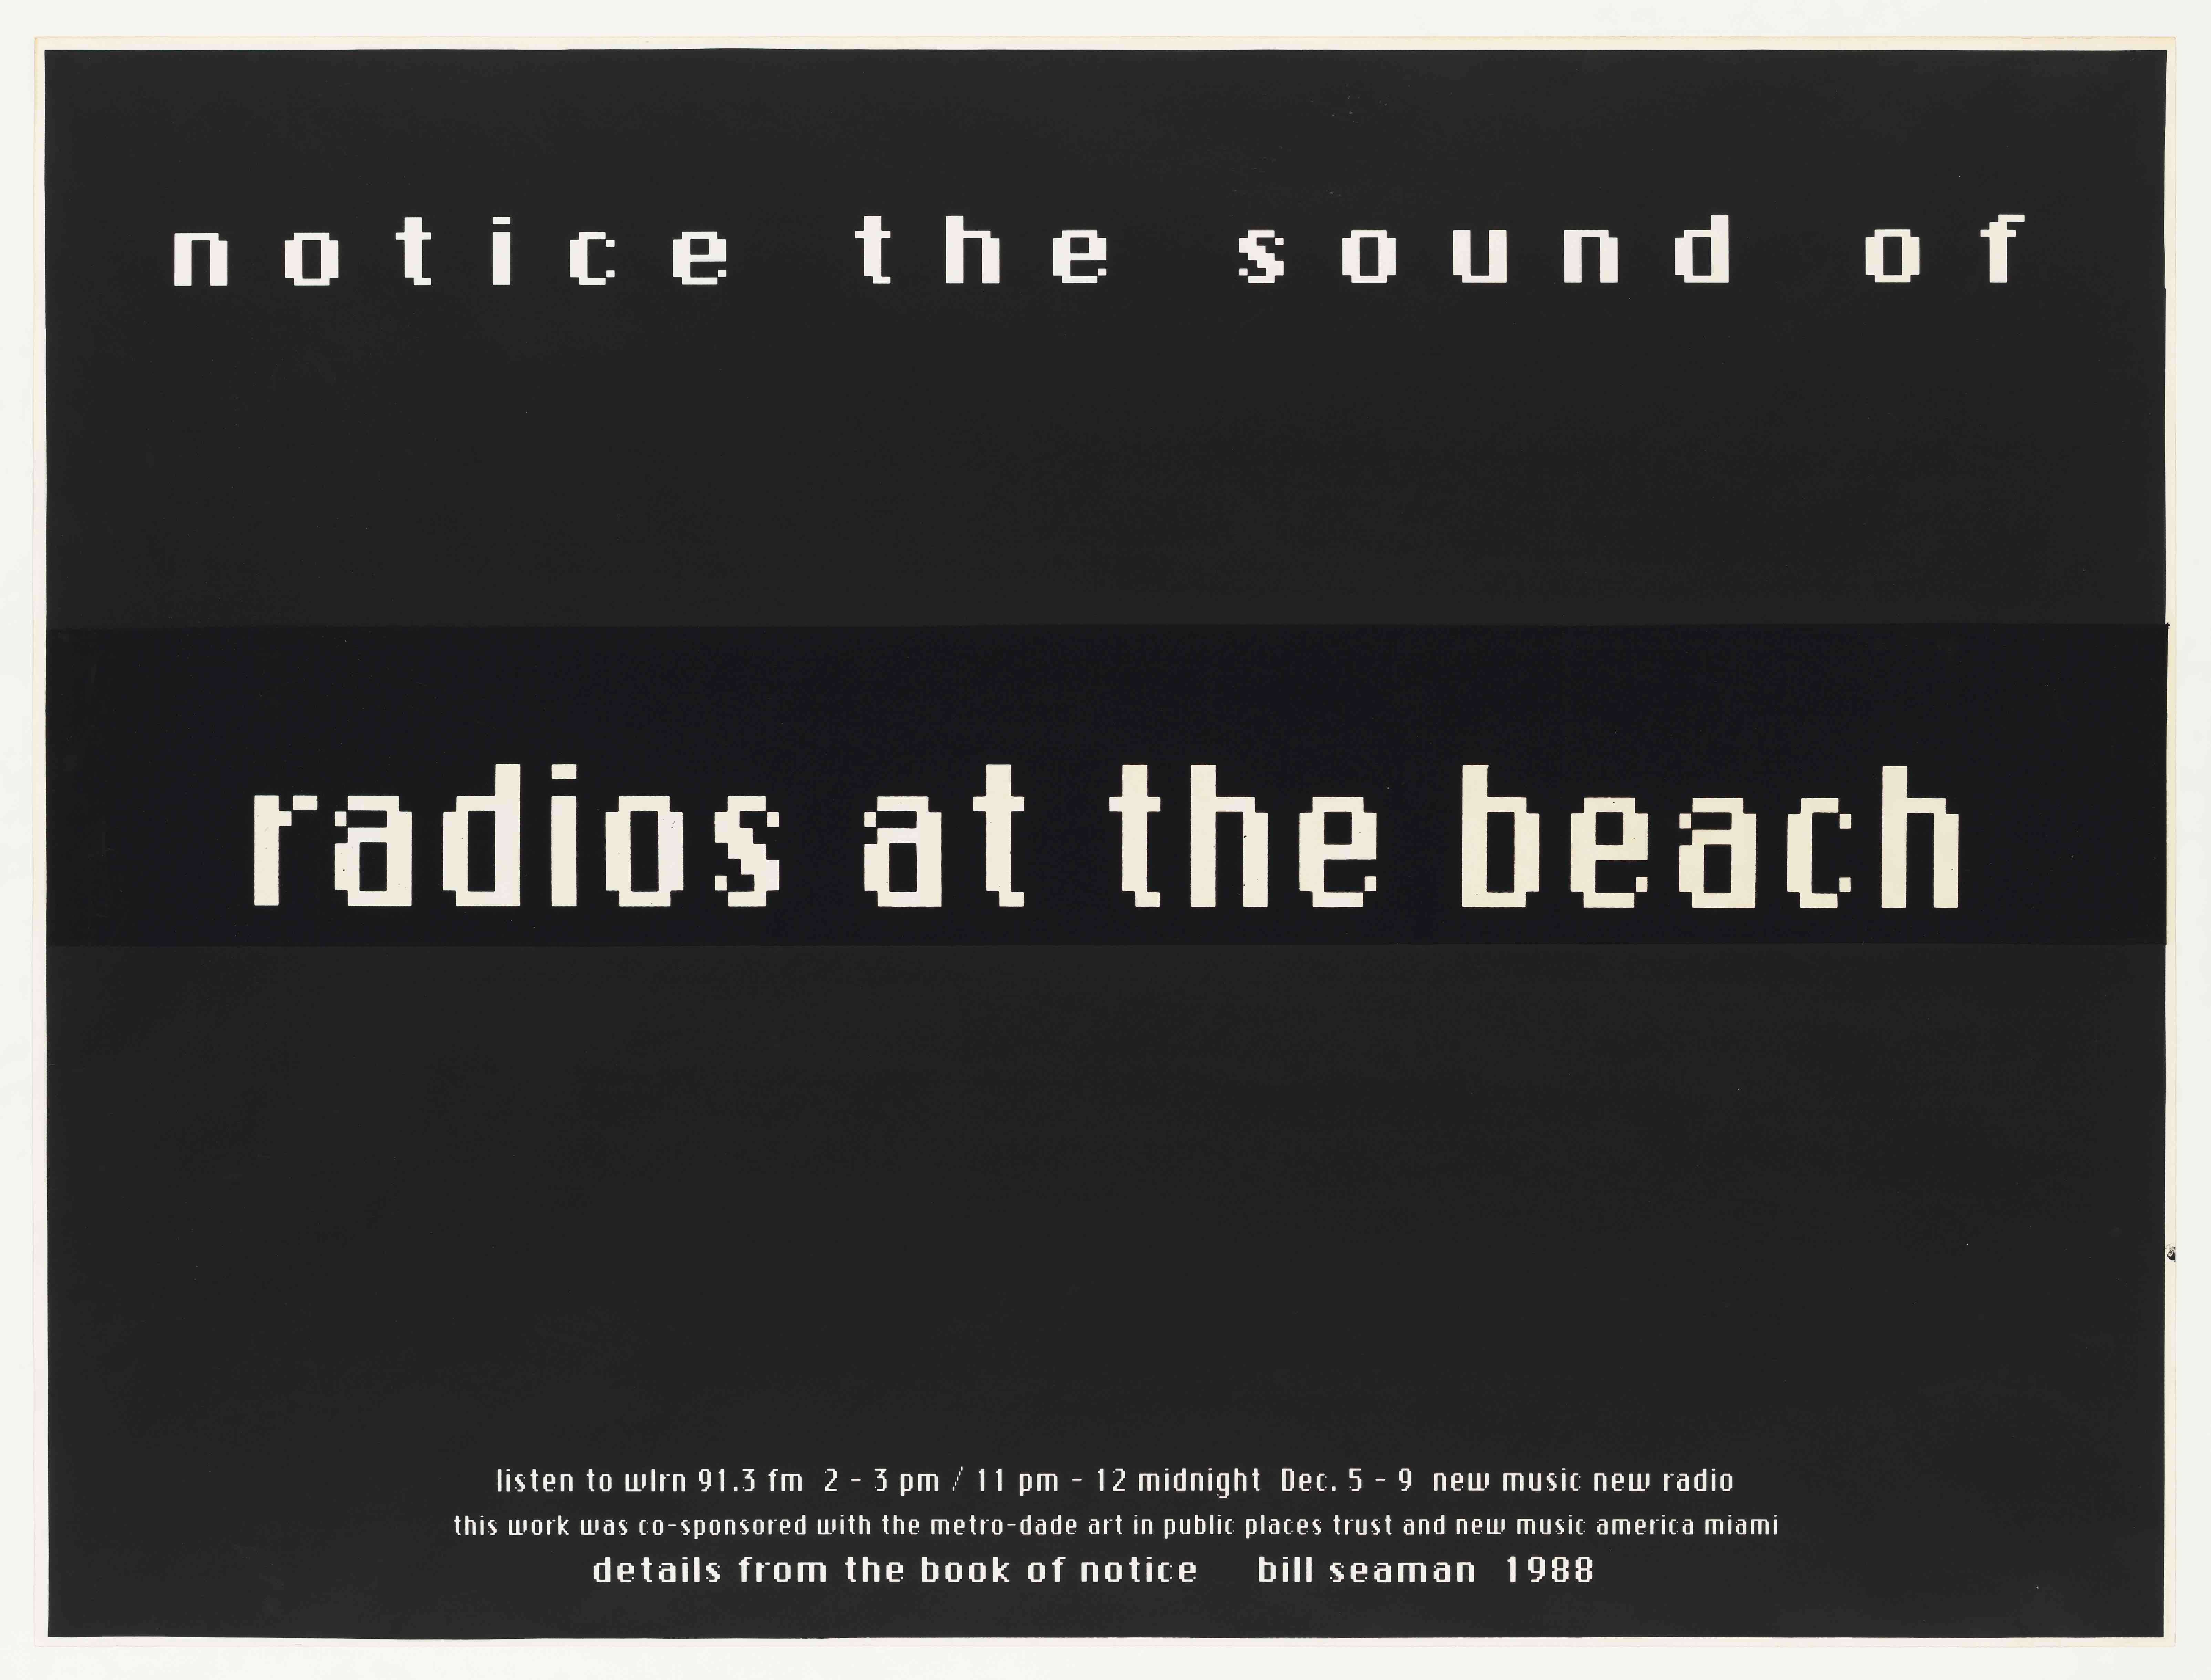 notice the sound of
radios at the beach
listen to wlrn 91.3 fm 2 - 3 pm / 11 pm - 12 midnight Dec. 5 - 9 new music new radio
this work was co-sponsored with the metro-dade art in public places trust and new music america miami
details from the book of notice bill seaman 1988